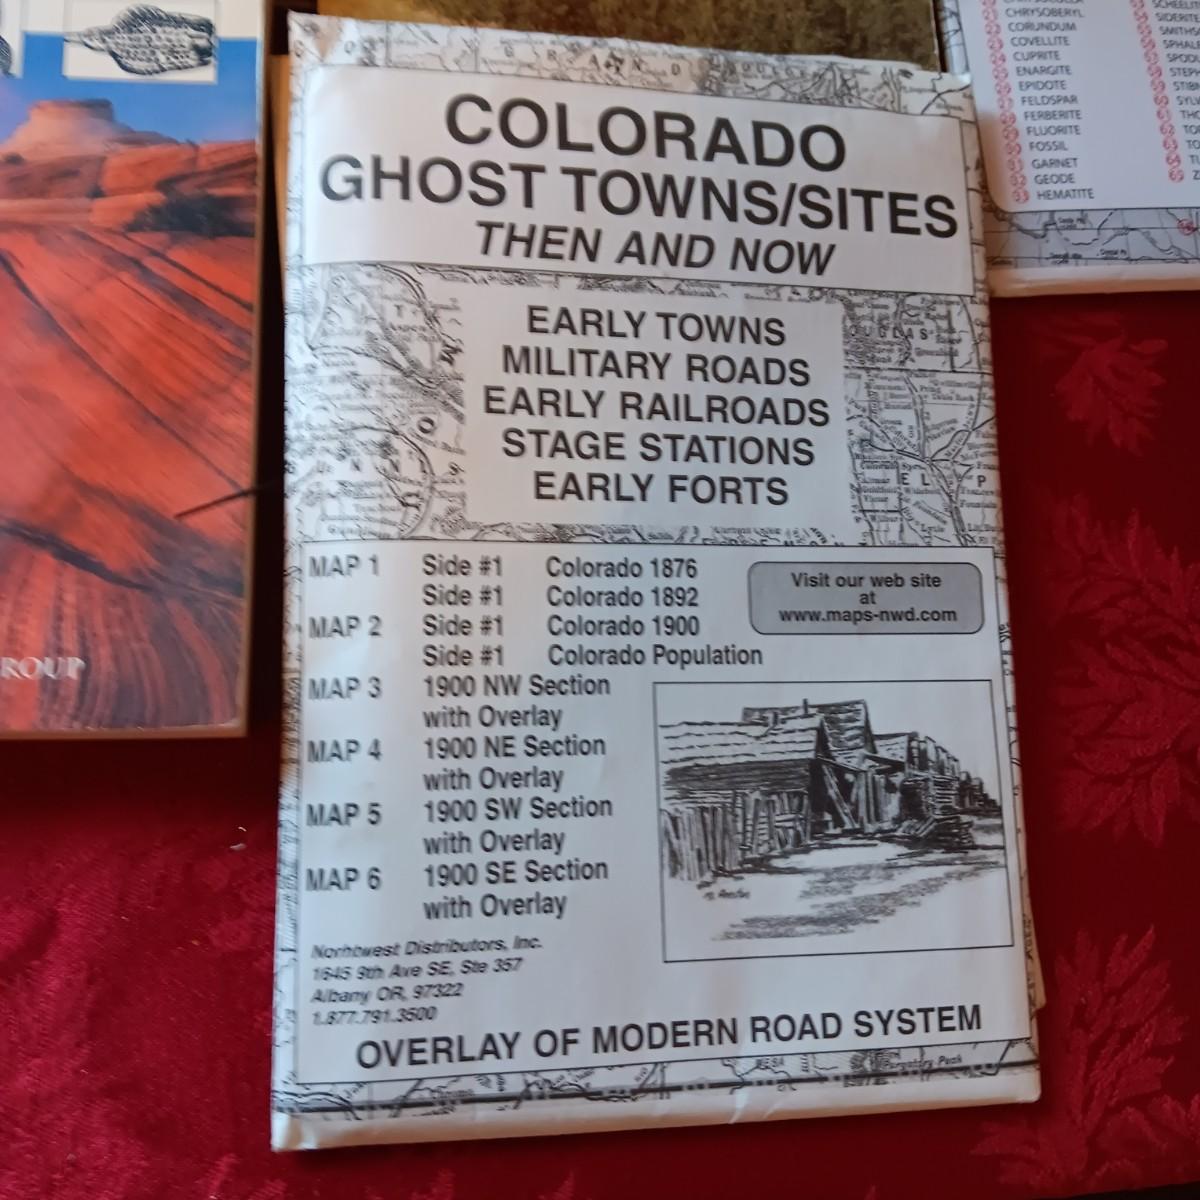 COLORADO
GHOST TOWNS/SITES
THEN AND NOW
EARLY TOWNS
MILITARY ROADS
EARLY RAILROADS
STAGE STATIONS
EARLY FORTS
MAP 1 Side #1 Colorado 1876
Side #1 Colorado 1892
MAP 2 Side #1 Colorado 1900
Side #1 Colorado Population
MAP 3 1900 NW Section
with Overlay
MAP 4 1900 NE Section
with Overlay
MAP 5 1900 SW Section
with Overlay
MAP 6 1900 SE Section
with Overlay
Visit our web site
at
www.maps-nwd.com
Northwest Distributors, Inc.
1645 9th Ave SE, Ste 357
Albany OR, 97322
1.877.791.3500
OVERLAY OF MODERN ROAD SYSTEM
ROUP
CHRYSOBERYL
CORUNDUM
COVELLITE
CUPRITE
ENARGITE
EPIDOTE
FELDSPAR
FERBERITE
FLUORITE
FOSSIL
GARNET
GEODE
33 HEMATITE